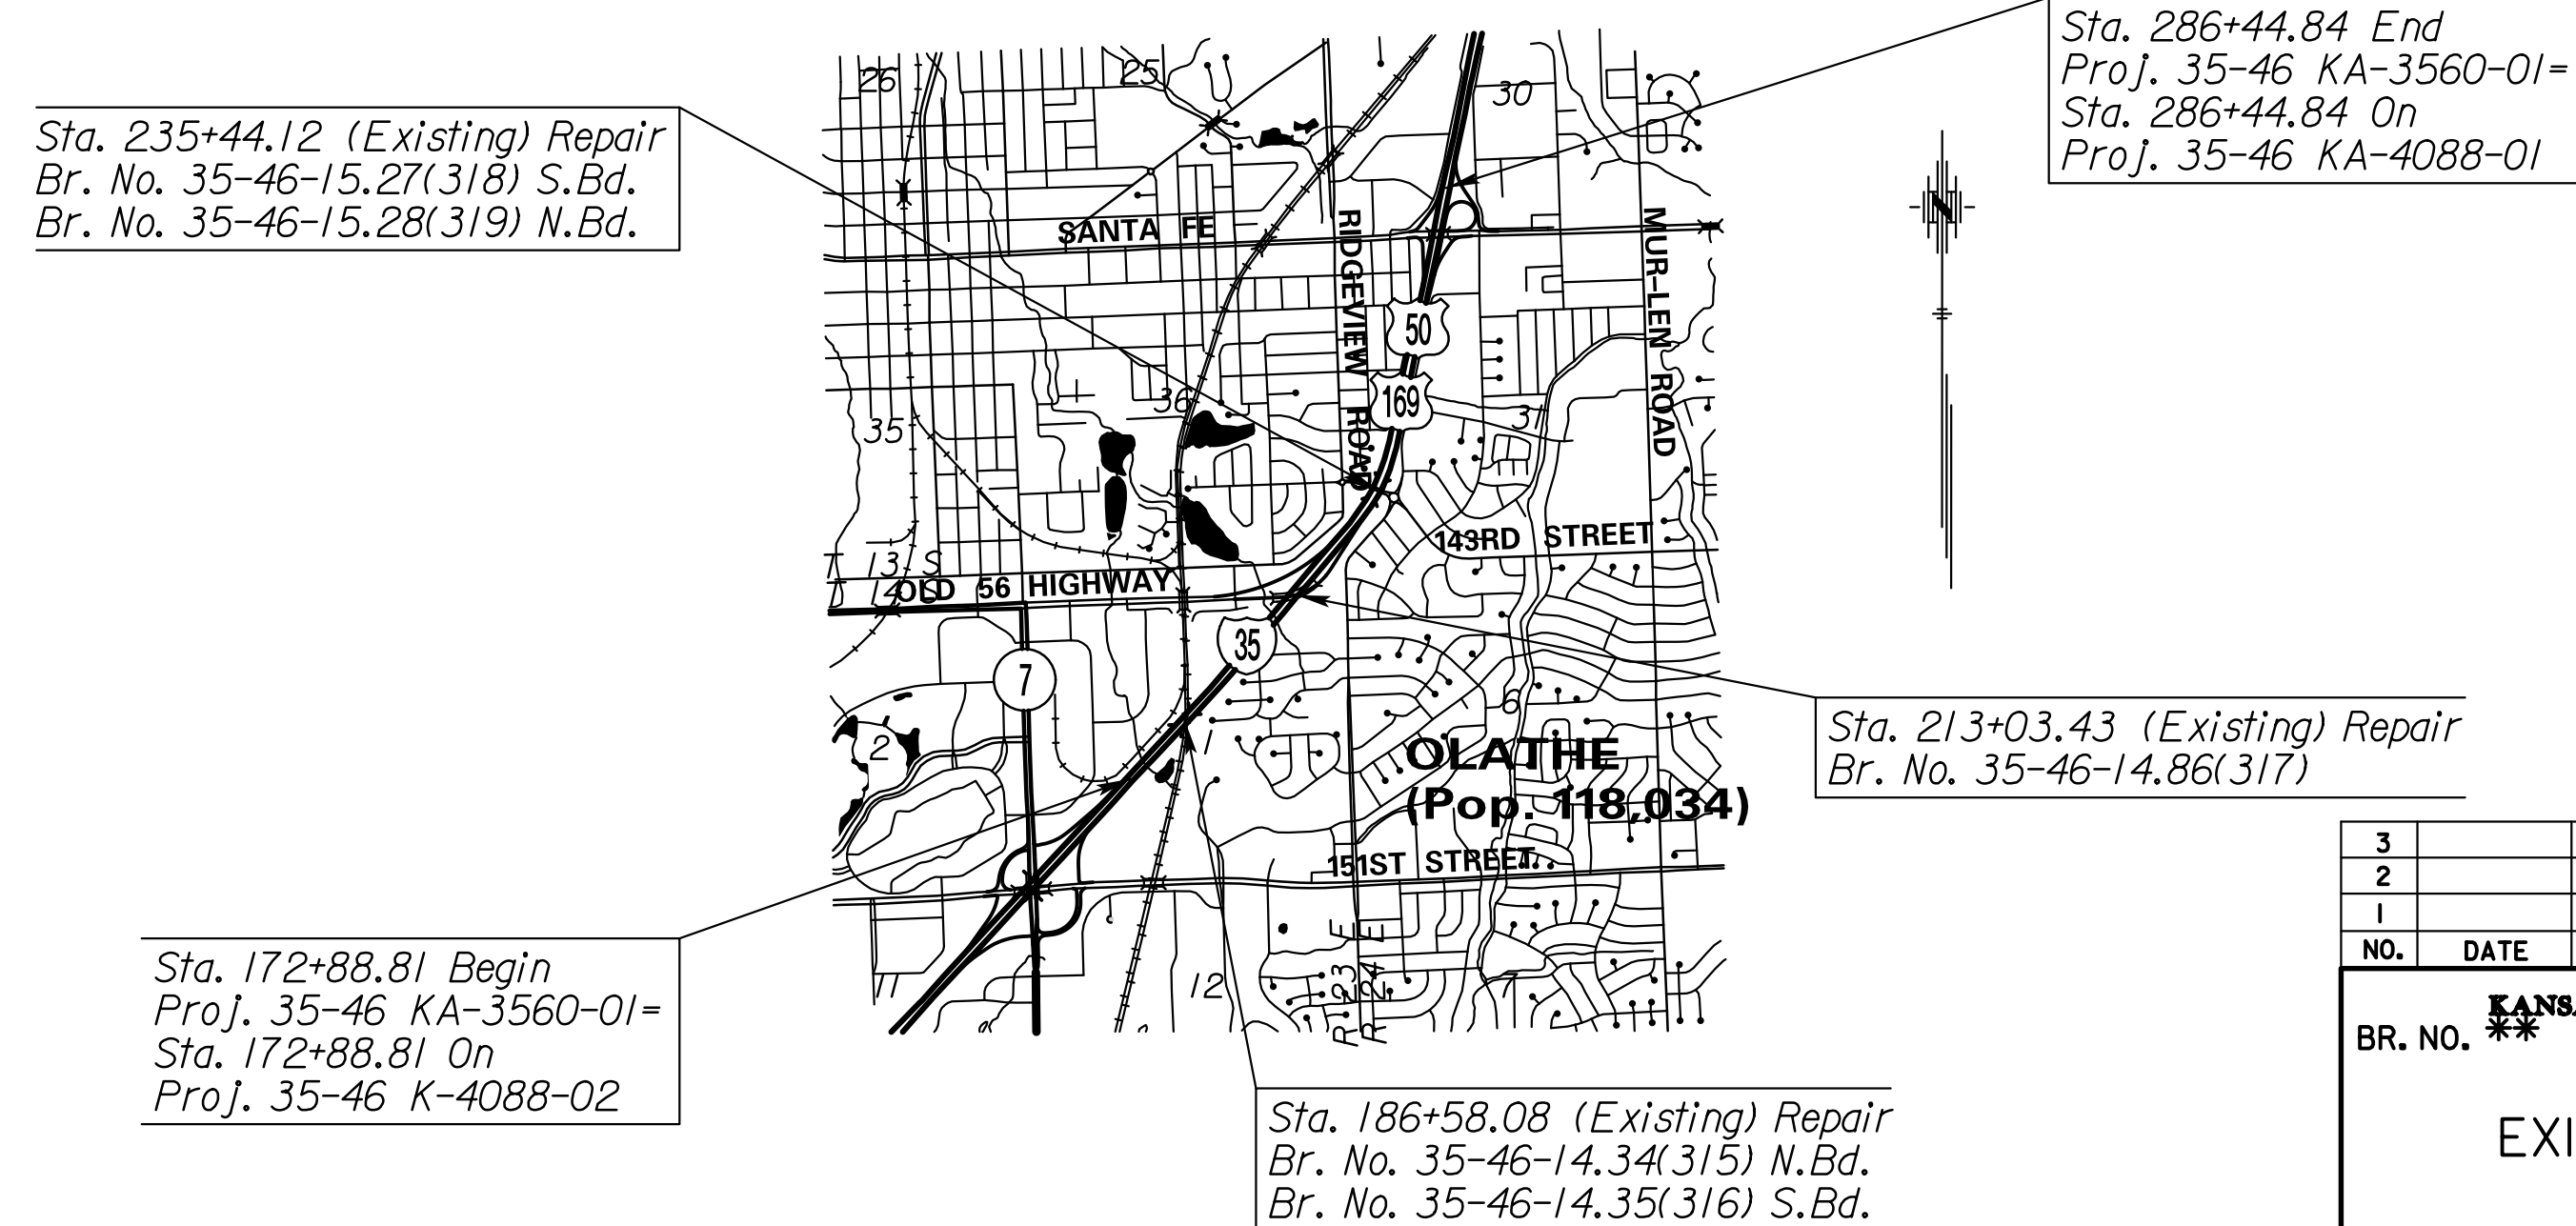 Sta. 286+44.84 End
Proj. 35-46 KA-3560-01=
Sta. 286+44.84 On
Proj. 35-46 KA-4088-01
Sta. 235+44.12 (Existing) Repair
Br. No. 35-46-15.27(318) S.Bd.
Br. No. 35-46-15.28(319) N.Bd.
26
25
30
N
SANTA FE
RIDGEVIEW ROAD
MUR-LEM ROAD
50
169
36
31
35
143RD STREET
T 13 S
T 14 S
OLD 56 HIGHWAY
35
7
6
2
1
OLATHE
(Pop. 118,034)
151ST STREET
Sta. 213+03.43 (Existing) Repair
Br. No. 35-46-14.86(317)
11
12
7
R 23 E
R 24 E
Sta. 172+88.81 Begin
Proj. 35-46 KA-3560-01=
Sta. 172+88.81 On
Proj. 35-46 K-4088-02
Sta. 186+58.08 (Existing) Repair
Br. No. 35-46-14.34(315) N.Bd.
Br. No. 35-46-14.35(316) S.Bd.
3
2
1
NO. DATE
KANS
BR. NO. **
EXI